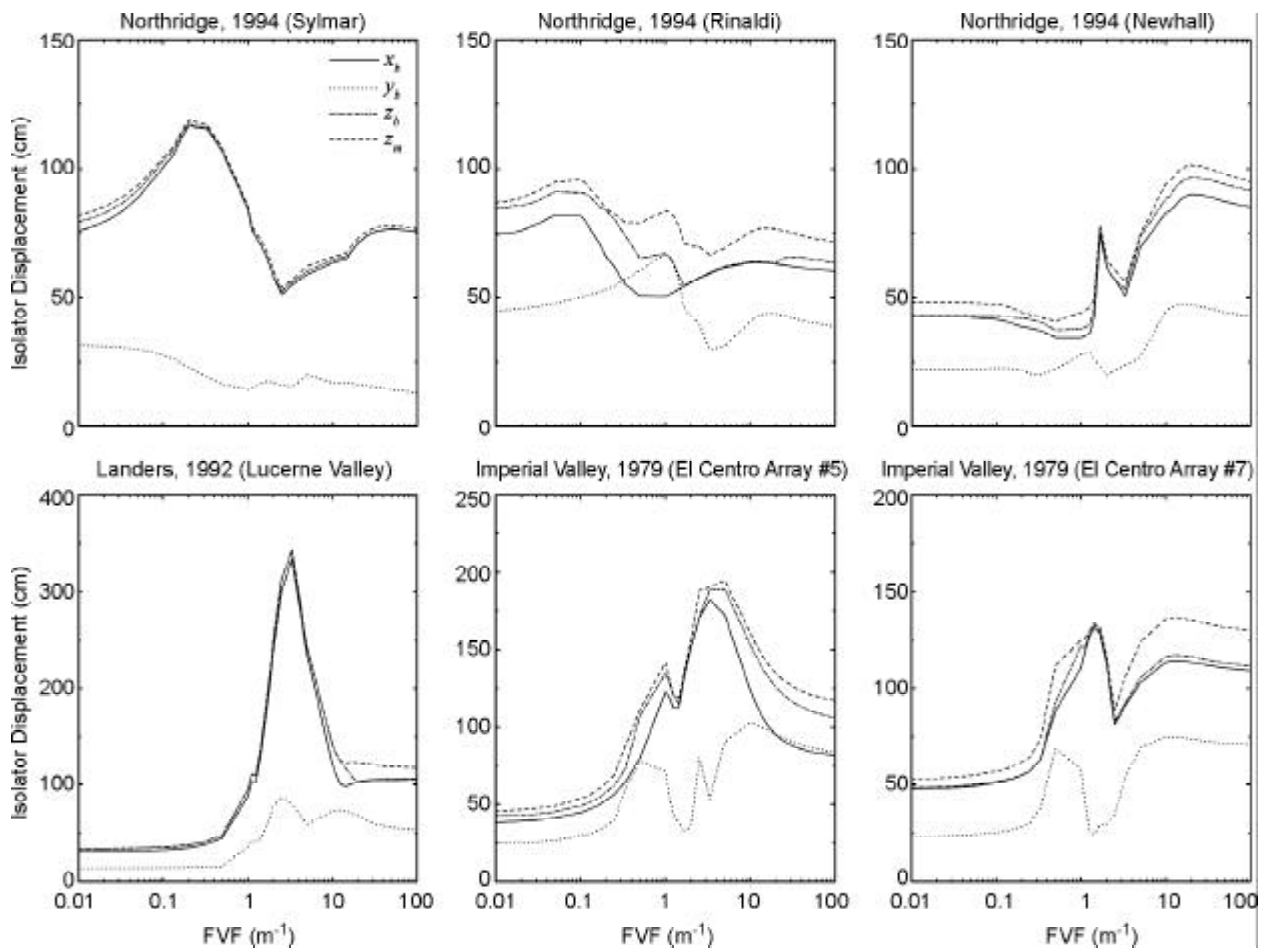 Northridge, 1994 (Sylmar)
Northridge, 1994 (Rinaldi)
Northridge, 1994 (Newhall)
150
100
50
0
Isolator Displacement (cm)
x_b
y_b
z_b
z_m
150
100
50
0
150
100
50
0
Landers, 1992 (Lucerne Valley)
Imperial Valley, 1979 (El Centro Array #5)
Imperial Valley, 1979 (El Centro Array #7)
400
300
200
100
0
Isolator Displacement (cm)
0.01 0.1 1 10 100
FVF (m⁻¹)
250
200
150
100
50
0
0.01 0.1 1 10 100
FVF (m⁻¹)
200
150
100
50
0
0.01 0.1 1 10 100
FVF (m⁻¹)